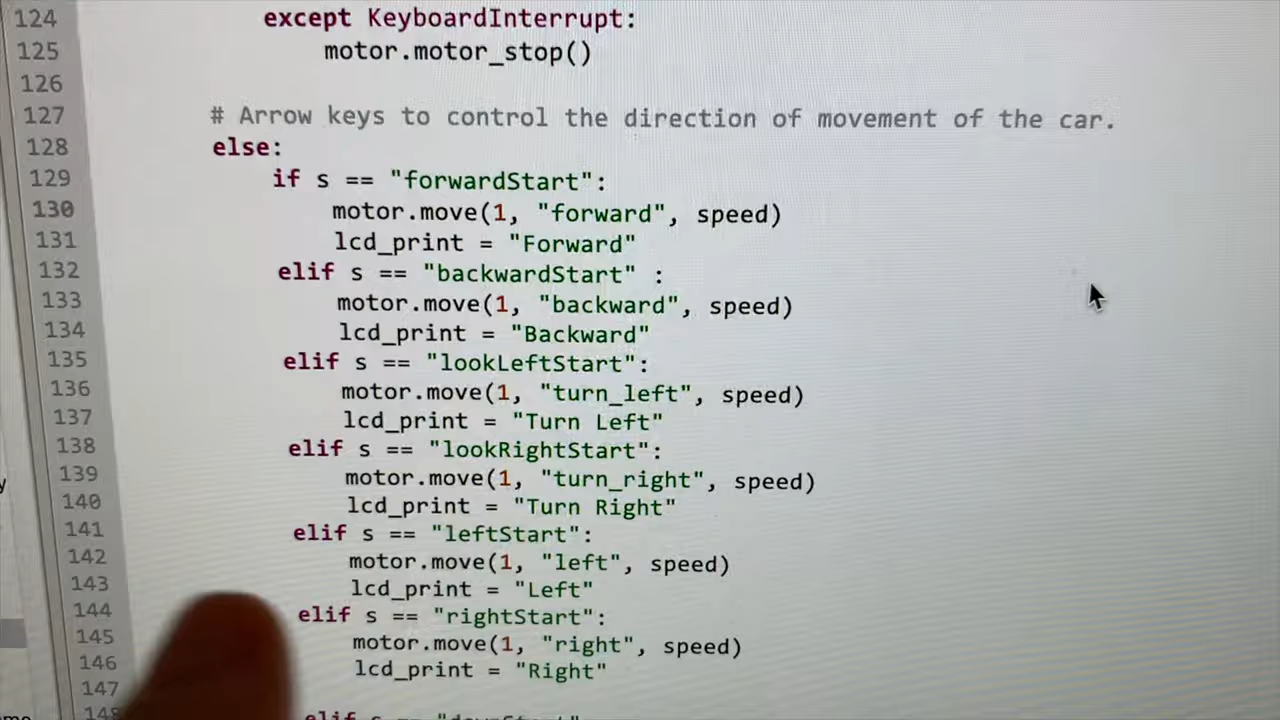 124 except KeyboardInterrupt:
125 motor.motor_stop()
126
127 # Arrow keys to control the direction of movement of the car.
128 else:
129 if s == "forwardStart":
130 motor.move(1, "forward", speed)
131 lcd_print = "Forward"
132 elif s == "backwardStart" :
133 motor.move(1, "backward", speed)
134 lcd_print = "Backward"
135 elif s == "lookLeftStart":
136 motor.move(1, "turn_left", speed)
137 lcd_print = "Turn Left"
138 elif s == "lookRightStart":
139 motor.move(1, "turn_right", speed)
140 lcd_print = "Turn Right"
141 elif s == "leftStart":
142 motor.move(1, "left", speed)
143 lcd_print = "Left"
144 elif s == "rightStart":
145 motor.move(1, "right", speed)
146 lcd_print = "Right"
147
148 elif s ==